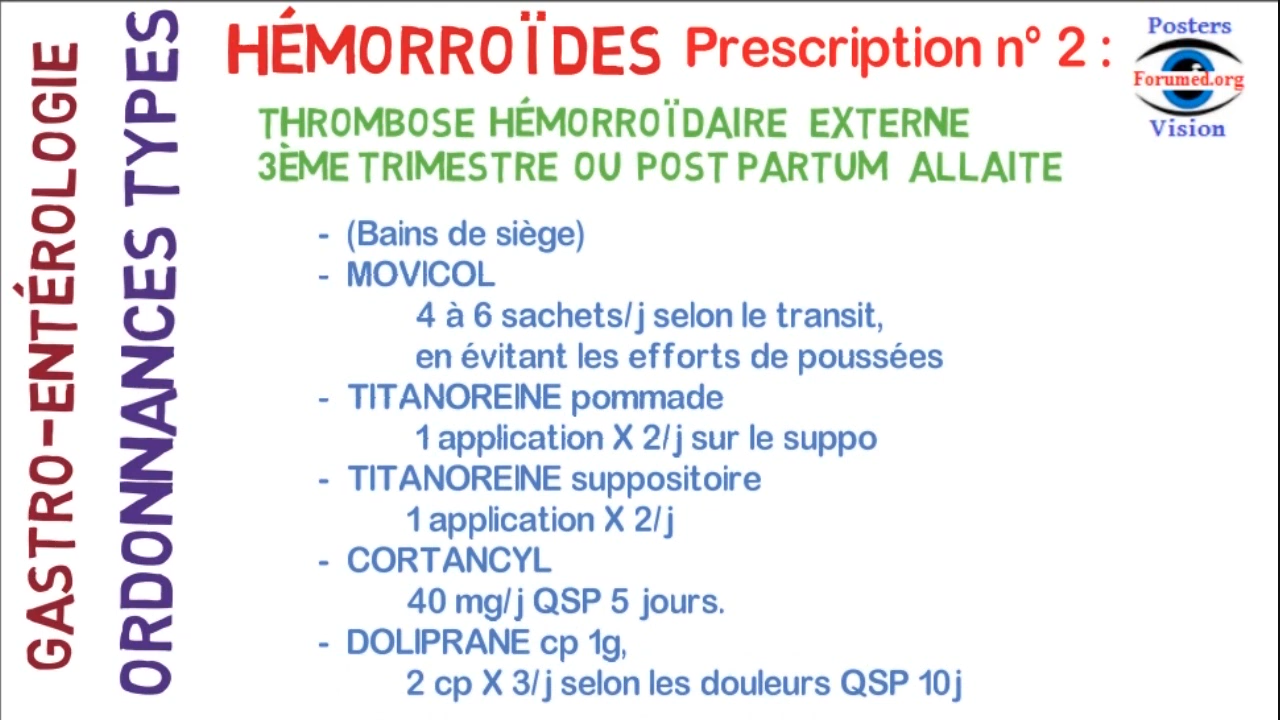 GASTRO-ENTÉROLOGIE
ORDONNANCES TYPES
HÉMORROÏDES Prescription n° 2 :
Posters
Forumed.org
Vision
THROMBOSE HÉMORROÏDAIRE EXTERNE
3ÈME TRIMESTRE OU POST PARTUM ALLAITE
- (Bains de siège)
- MOVICOL
4 à 6 sachets/j selon le transit,
en évitant les efforts de poussées
- TITANOREINE pommade
1 application X 2/j sur le suppo
- TITANOREINE suppositoire
1 application X 2/j
- CORTANCYL
40 mg/j QSP 5 jours.
- DOLIPRANE cp 1g,
2 cp X 3/j selon les douleurs QSP 10j